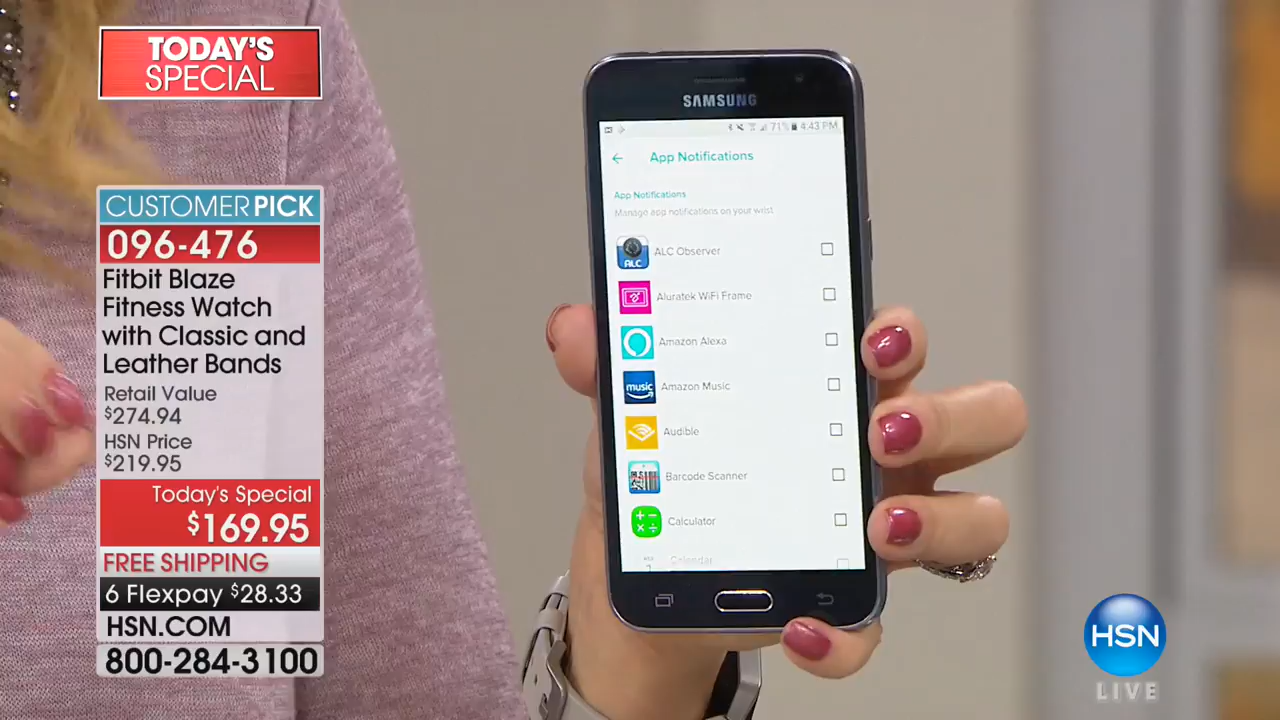 TODAY'S
SPECIAL
CUSTOMER PICK
096-476
Fitbit Blaze
Fitness Watch
with Classic and
Leather Bands
Retail Value
$274.94
HSN Price
$219.95
Today's Special
$169.95
FREE SHIPPING
6 Flexpay $28.33
HSN.COM
800-284-3100
SAMSUNG
71% 4:43 PM
App Notifications
App Notifications
Manage app notifications on your wrist
ALC Observer
ALC
Aluratek WiFi Frame
Amazon Alexa
music
Amazon Music
Audible
Barcode Scanner
Calculator
Calendar
HSN
LIVE